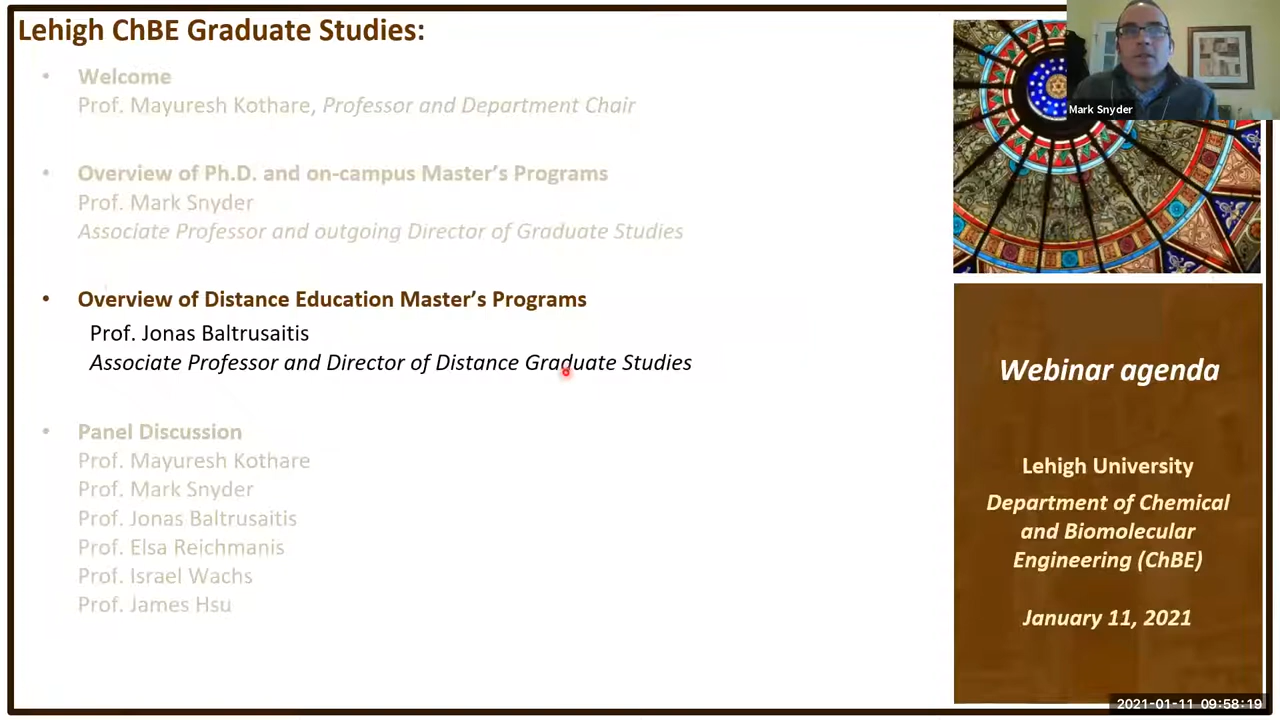 Lehigh ChBE Graduate Studies:
• Welcome
Prof. Mayuresh Kothare, Professor and Department Chair
• Overview of Ph.D. and on-campus Master's Programs
Prof. Mark Snyder
Associate Professor and outgoing Director of Graduate Studies
• Overview of Distance Education Master's Programs
Prof. Jonas Baltrusaitis
Associate Professor and Director of Distance Graduate Studies
• Panel Discussion
Prof. Mayuresh Kothare
Prof. Mark Snyder
Prof. Jonas Baltrusaitis
Prof. Elsa Reichmanis
Prof. Israel Wachs
Prof. James Hsu
Mark Snyder
Webinar agenda
Lehigh University
Department of Chemical
and Biomolecular
Engineering (ChBE)
January 11, 2021
2021-01-11 09:58:19